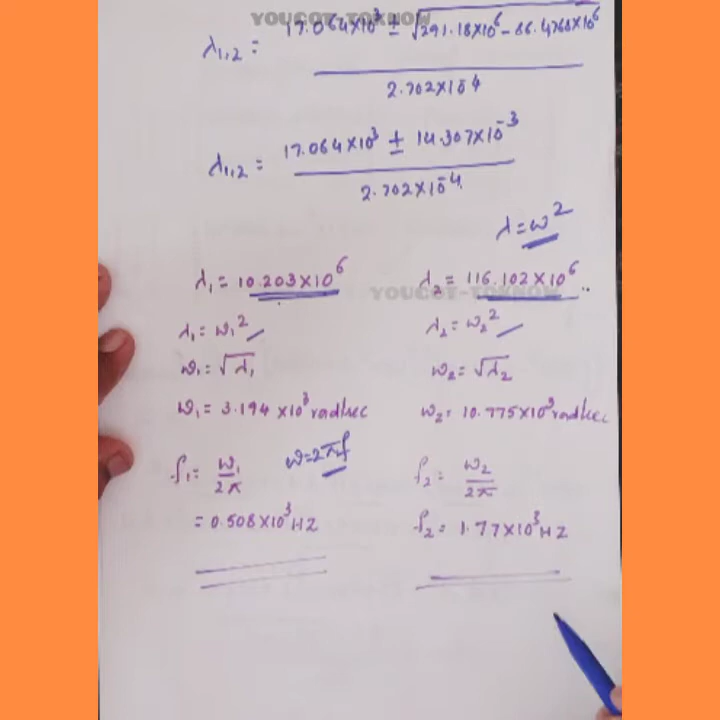 YOUCOT-TOKNOW
λ₁,₂ = 17.064×10³ ± √291.18×10⁶ - 86.4768×10⁶
2.702×10⁻⁴
λ₁,₂ = 17.064×10³ ± 14.307×10⁻³
2.702×10⁻⁴
λ=ω²
λ₁ = 10.203×10⁶ λ₂ = 116.102×10⁶
YOUCOT-TOKNOW
λ₁ = ω₁² λ₂ = ω₂²
ω₁ = √λ₁ ω₂ = √λ₂
ω₁ = 3.194 ×10³ rad/sec ω₂ = 10.775×10³ rad/sec
f₁ = ω₁/2π ω=2πf f₂ = ω₂/2π
= 0.508×10³ HZ f₂ = 1.77×10³ HZ